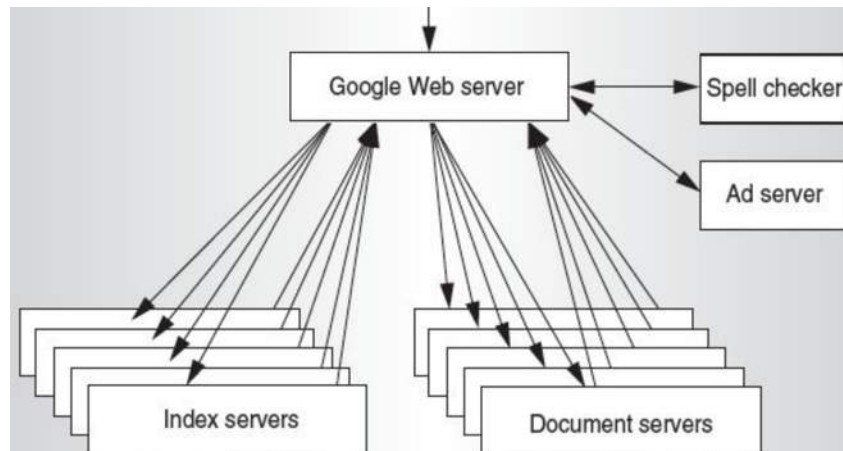 Google Web server
Spell checker
Ad server
Index servers
Document servers